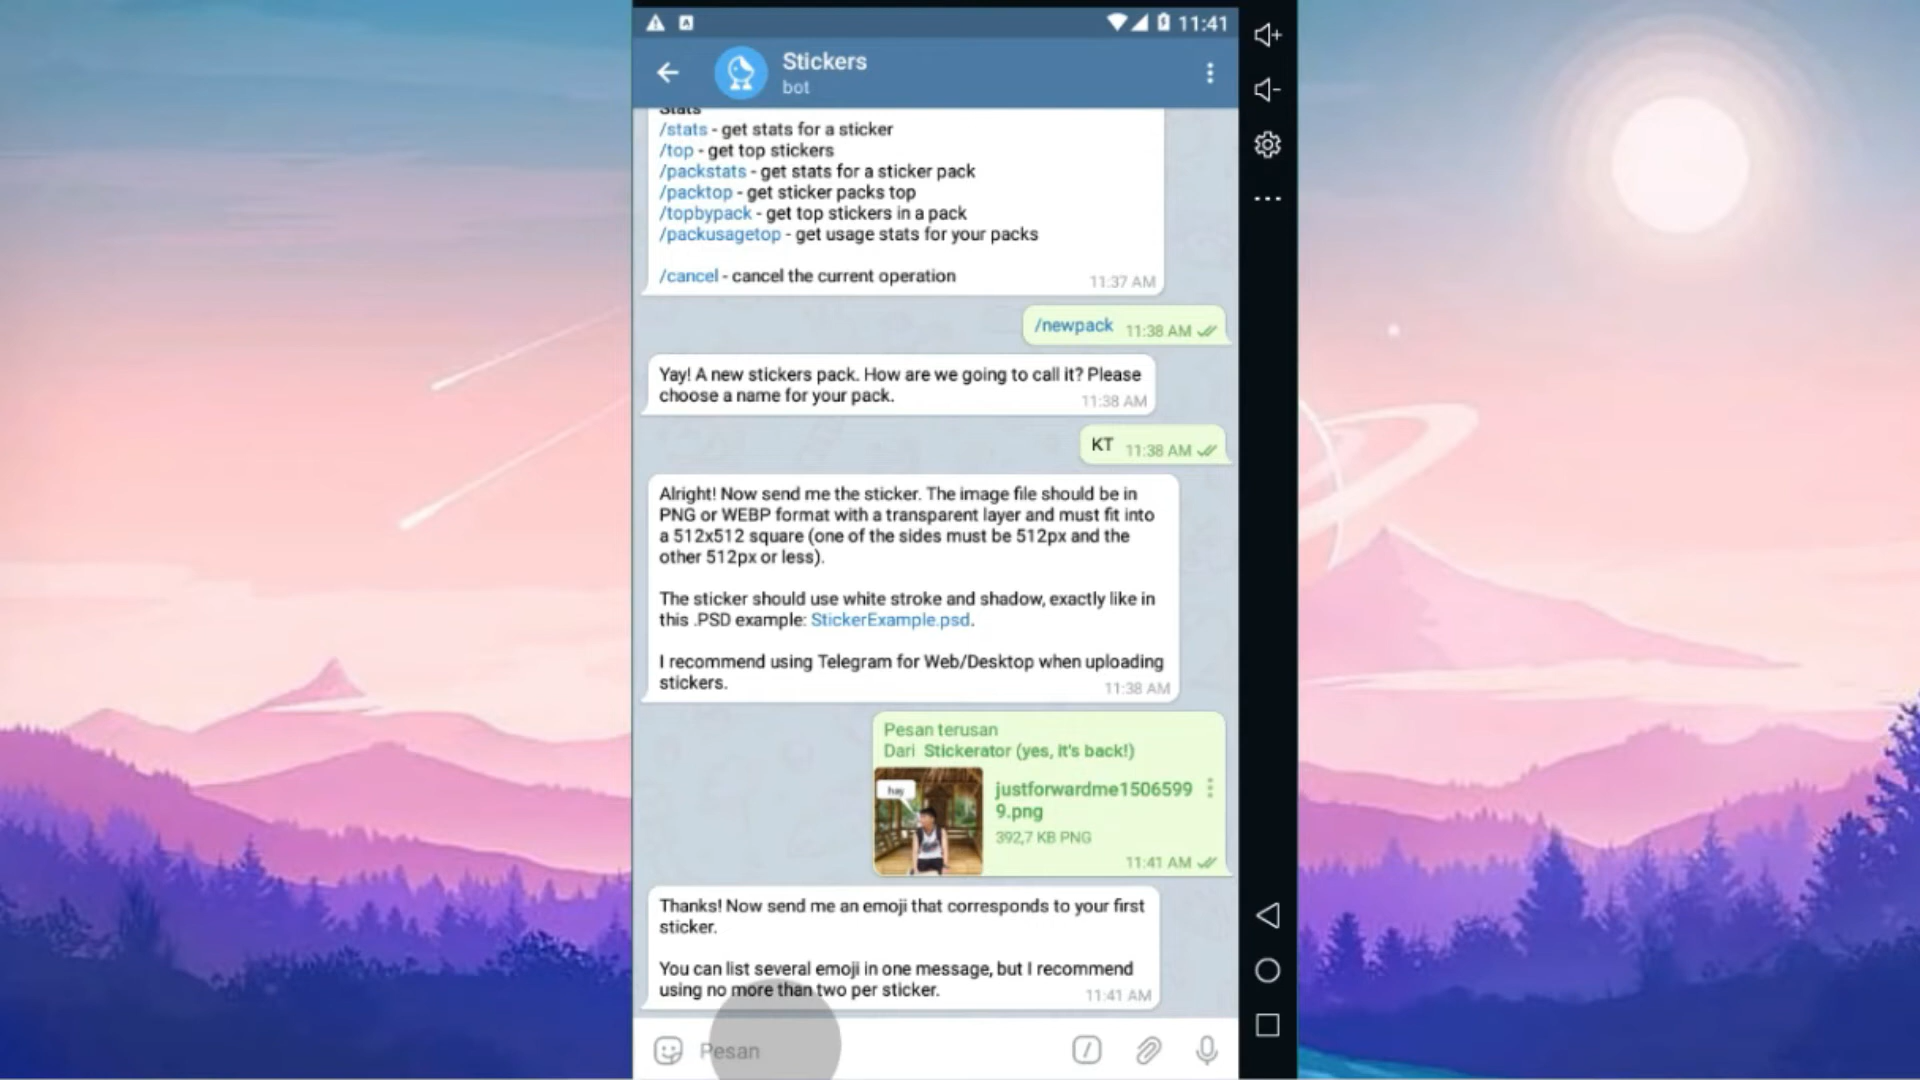 11:41
Stickers
bot
Stats
/stats - get stats for a sticker
/top - get top stickers
/packstats - get stats for a sticker pack
/packtop - get sticker packs top
/topbypack - get top stickers in a pack
/packusagetop - get usage stats for your packs
/cancel - cancel the current operation
11:37 AM
/newpack 11:38 AM
Yay! A new stickers pack. How are we going to call it? Please
choose a name for your pack.
11:38 AM
KT 11:38 AM
Alright! Now send me the sticker. The image file should be in
PNG or WEBP format with a transparent layer and must fit into
a 512x512 square (one of the sides must be 512px and the
other 512px or less).
The sticker should use white stroke and shadow, exactly like in
this .PSD example: StickerExample.psd.
I recommend using Telegram for Web/Desktop when uploading
stickers.
11:38 AM
Pesan terusan
Dari Stickerator (yes, it's back!)
hay
justforwardme1506599
9.png
392,7 KB PNG
11:41 AM
Thanks! Now send me an emoji that corresponds to your first
sticker.
You can list several emoji in one message, but I recommend
using no more than two per sticker.
11:41 AM
Pesan